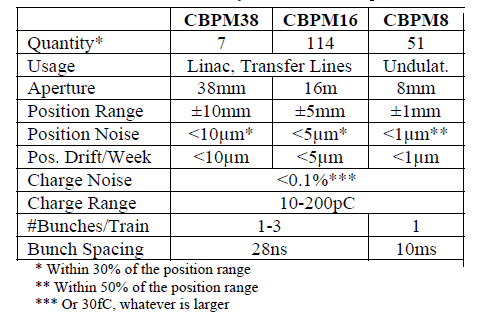 CBPM38 CBPM16 CBPM8
Quantity* 7 114 51
Usage Linac, Transfer Lines Undulat.
Aperture 38mm 16m 8mm
Position Range ±10mm ±5mm ±1mm
Position Noise <10µm* <5µm* <1µm**
Pos. Drift/Week <10µm <5µm <1µm
Charge Noise <0.1%***
Charge Range 10-200pC
#Bunches/Train 1-3 1
Bunch Spacing 28ns 10ms
* Within 30% of the position range
** Within 50% of the position range
*** Or 30fC, whatever is larger